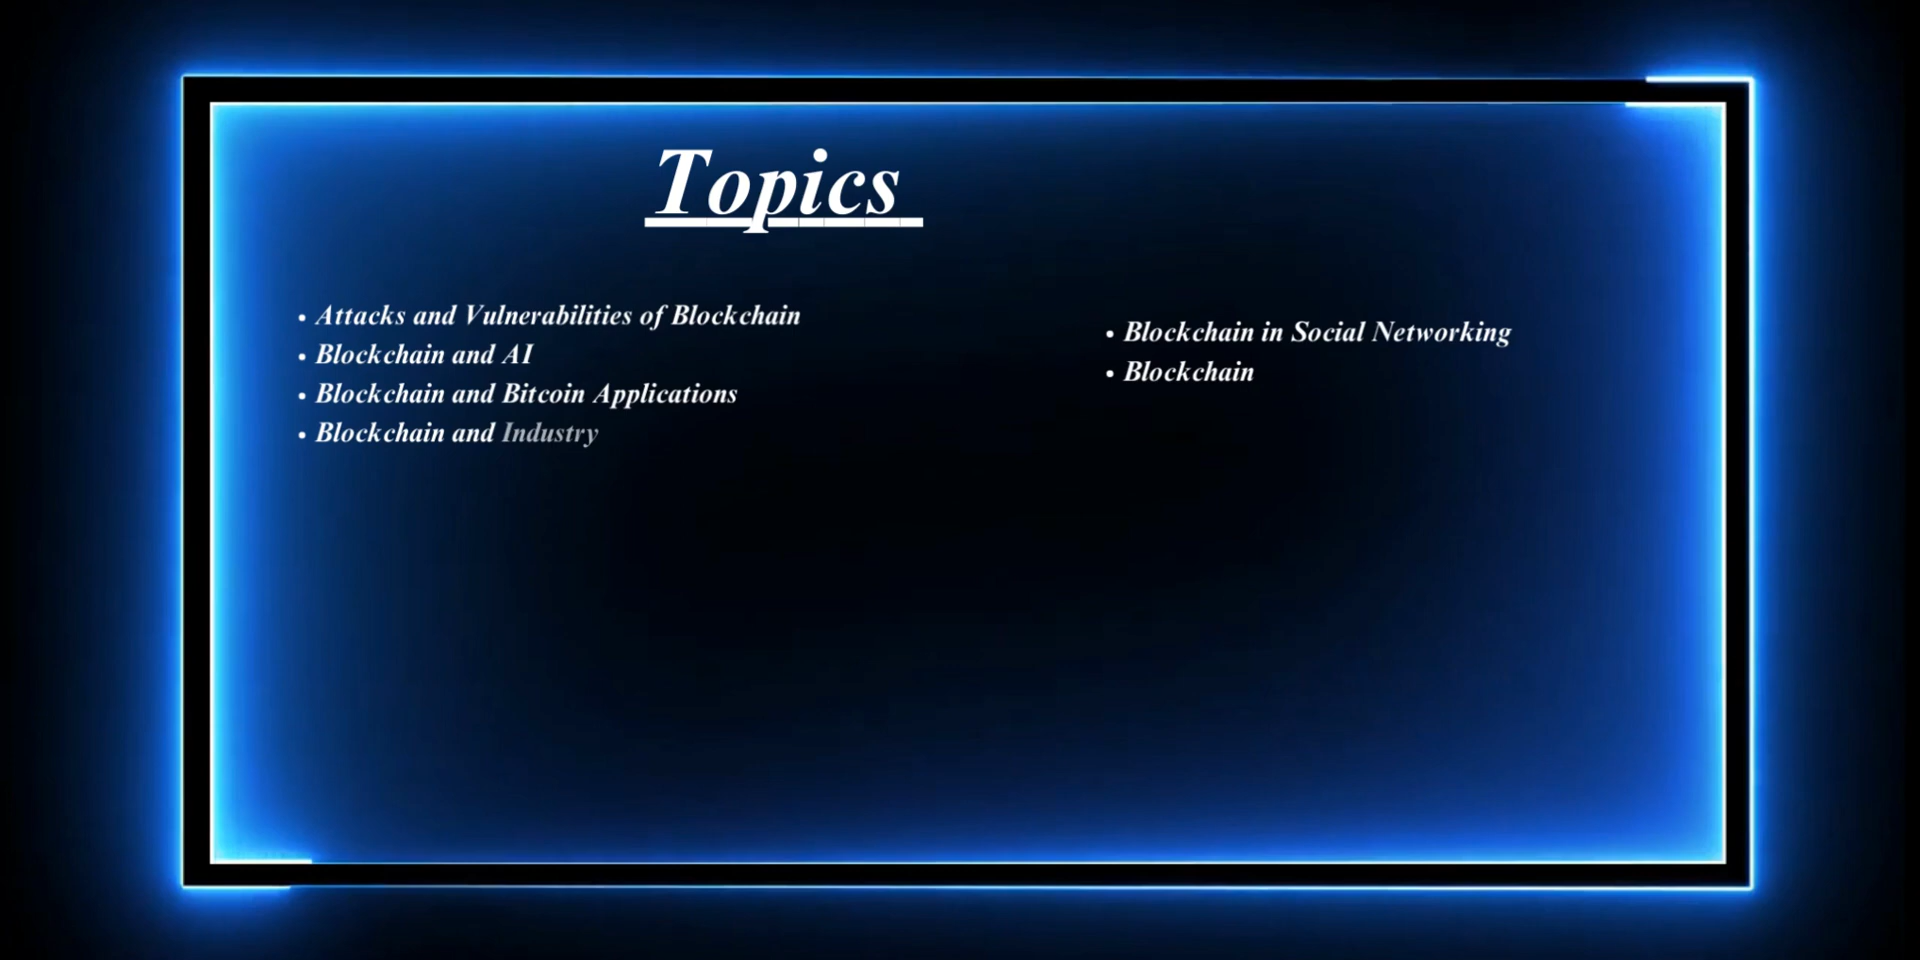 Topics
• Attacks and Vulnerabilities of Blockchain
• Blockchain and AI
• Blockchain and Bitcoin Applications
• Blockchain and Industry
• Blockchain in Social Networking
• Blockchain